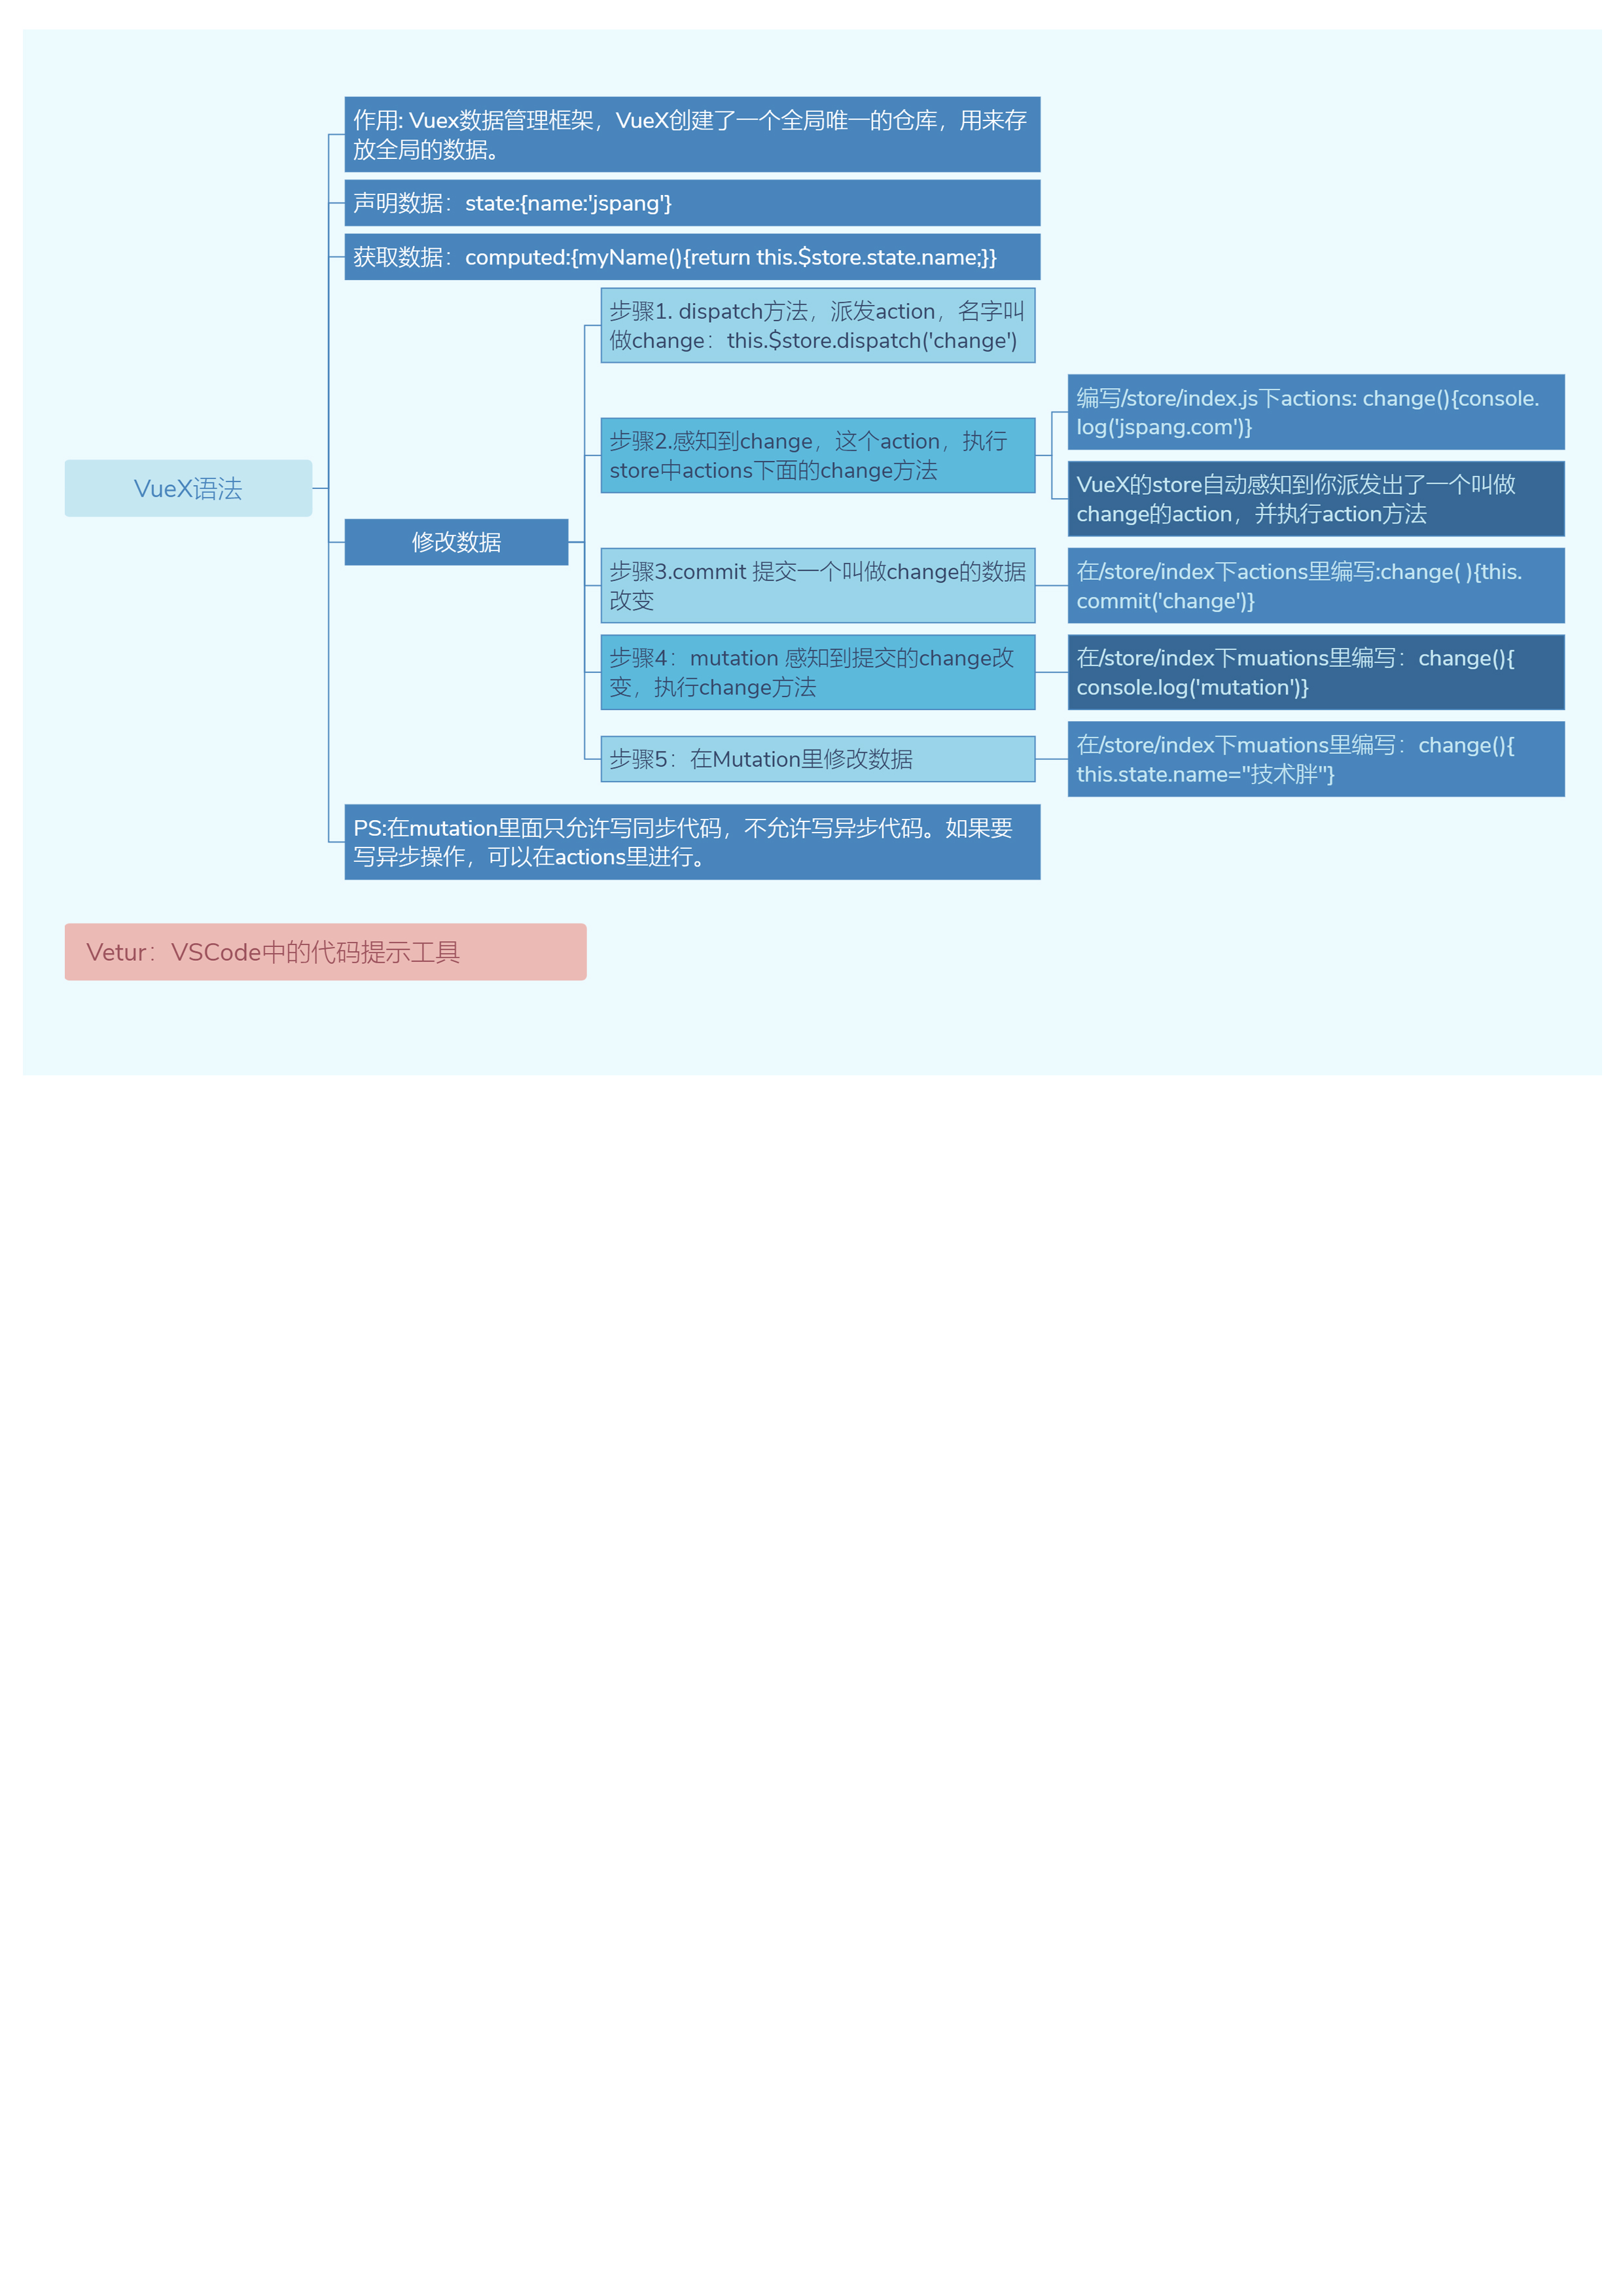 作用: Vuex数据管理框架，VueX创建了一个全局唯一的仓库，用来存
放全局的数据。
声明数据：state:{name:'jspang'}
获取数据：computed:{myName(){return this.$store.state.name;}}
步骤1. dispatch方法，派发action，名字叫
做change：this.$store.dispatch('change')
编写/store/index.js下actions: change(){console.
log('jspang.com')}
步骤2.感知到change，这个action，执行
store中actions下面的change方法
VueX的store自动感知到你派发出了一个叫做
change的action，并执行action方法
VueX语法
修改数据
步骤3.commit 提交一个叫做change的数据
改变
在/store/index下actions里编写:change( ){this.
commit('change')}
步骤4：mutation 感知到提交的change改
变，执行change方法
在/store/index下muations里编写：change(){
console.log('mutation')}
步骤5：在Mutation里修改数据
在/store/index下muations里编写：change(){
this.state.name="技术胖"}
PS:在mutation里面只允许写同步代码，不允许写异步代码。如果要
写异步操作，可以在actions里进行。
Vetur：VSCode中的代码提示工具